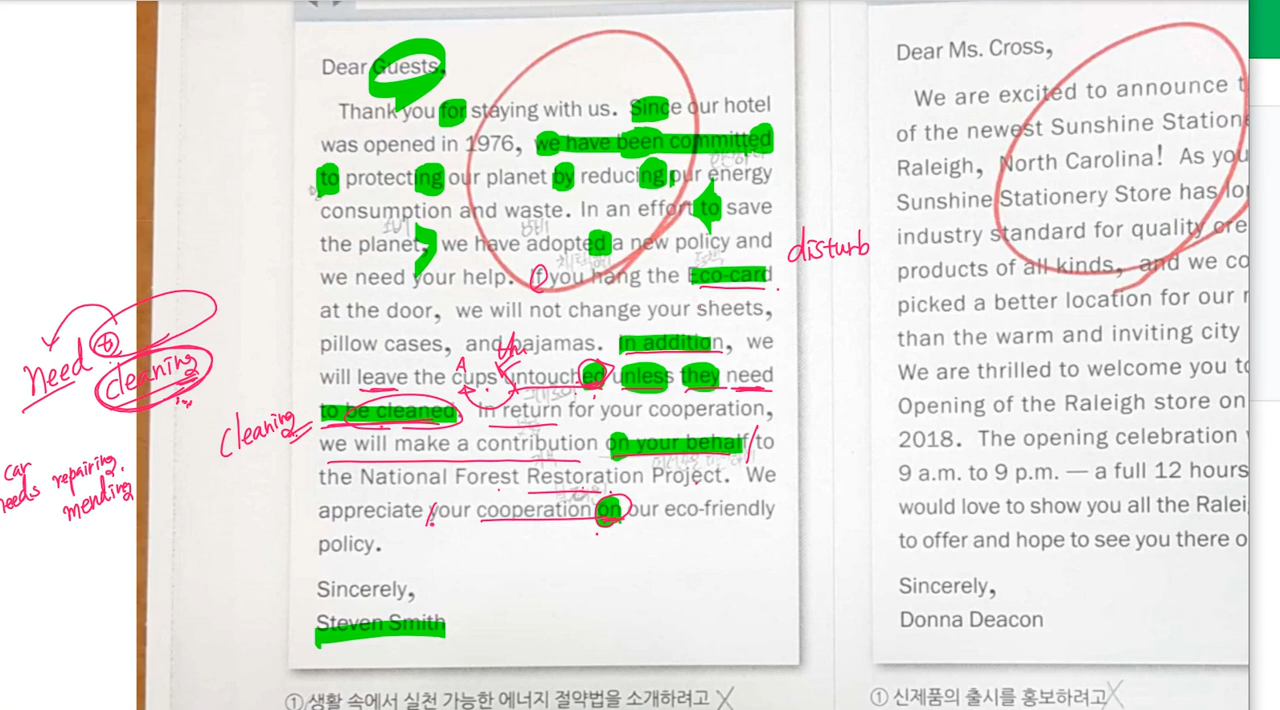 Dear Guests,
Thank you for staying with us. Since our hotel
was opened in 1976, we have been committed
to protecting our planet by reducing our energy
consumption and waste. In an effort to save
the planet, we have adopted a new policy and
we need your help. If you hang the Eco-card
at the door, we will not change your sheets,
pillow cases, and pajamas. In addition, we
will leave the cups untouched unless they need
to be cleaned. In return for your cooperation,
we will make a contribution on your behalf to
the National Forest Restoration Project. We
appreciate your cooperation on our eco-friendly
policy.
Sincerely,
Steven Smith
① 생활 속에서 실천 가능한 에너지 절약법을 소개하려고 X
disturb
A
Need to
cleaning
cleaning
car repairing.
needs mending
소비
낭비
채택하다
정책
Dear Ms. Cross,
We are excited to announce t
of the newest Sunshine Station
Raleigh, North Carolina! As you
Sunshine Stationery Store has lo
industry standard for quality cre
products of all kinds, and we co
picked a better location for our
than the warm and inviting city
We are thrilled to welcome you to
Opening of the Raleigh store on
2018. The opening celebration
9 a.m. to 9 p.m. — a full 12 hours
would love to show you all the Ralei
to offer and hope to see you there o
Sincerely,
Donna Deacon
① 신제품의 출시를 홍보하려고 X